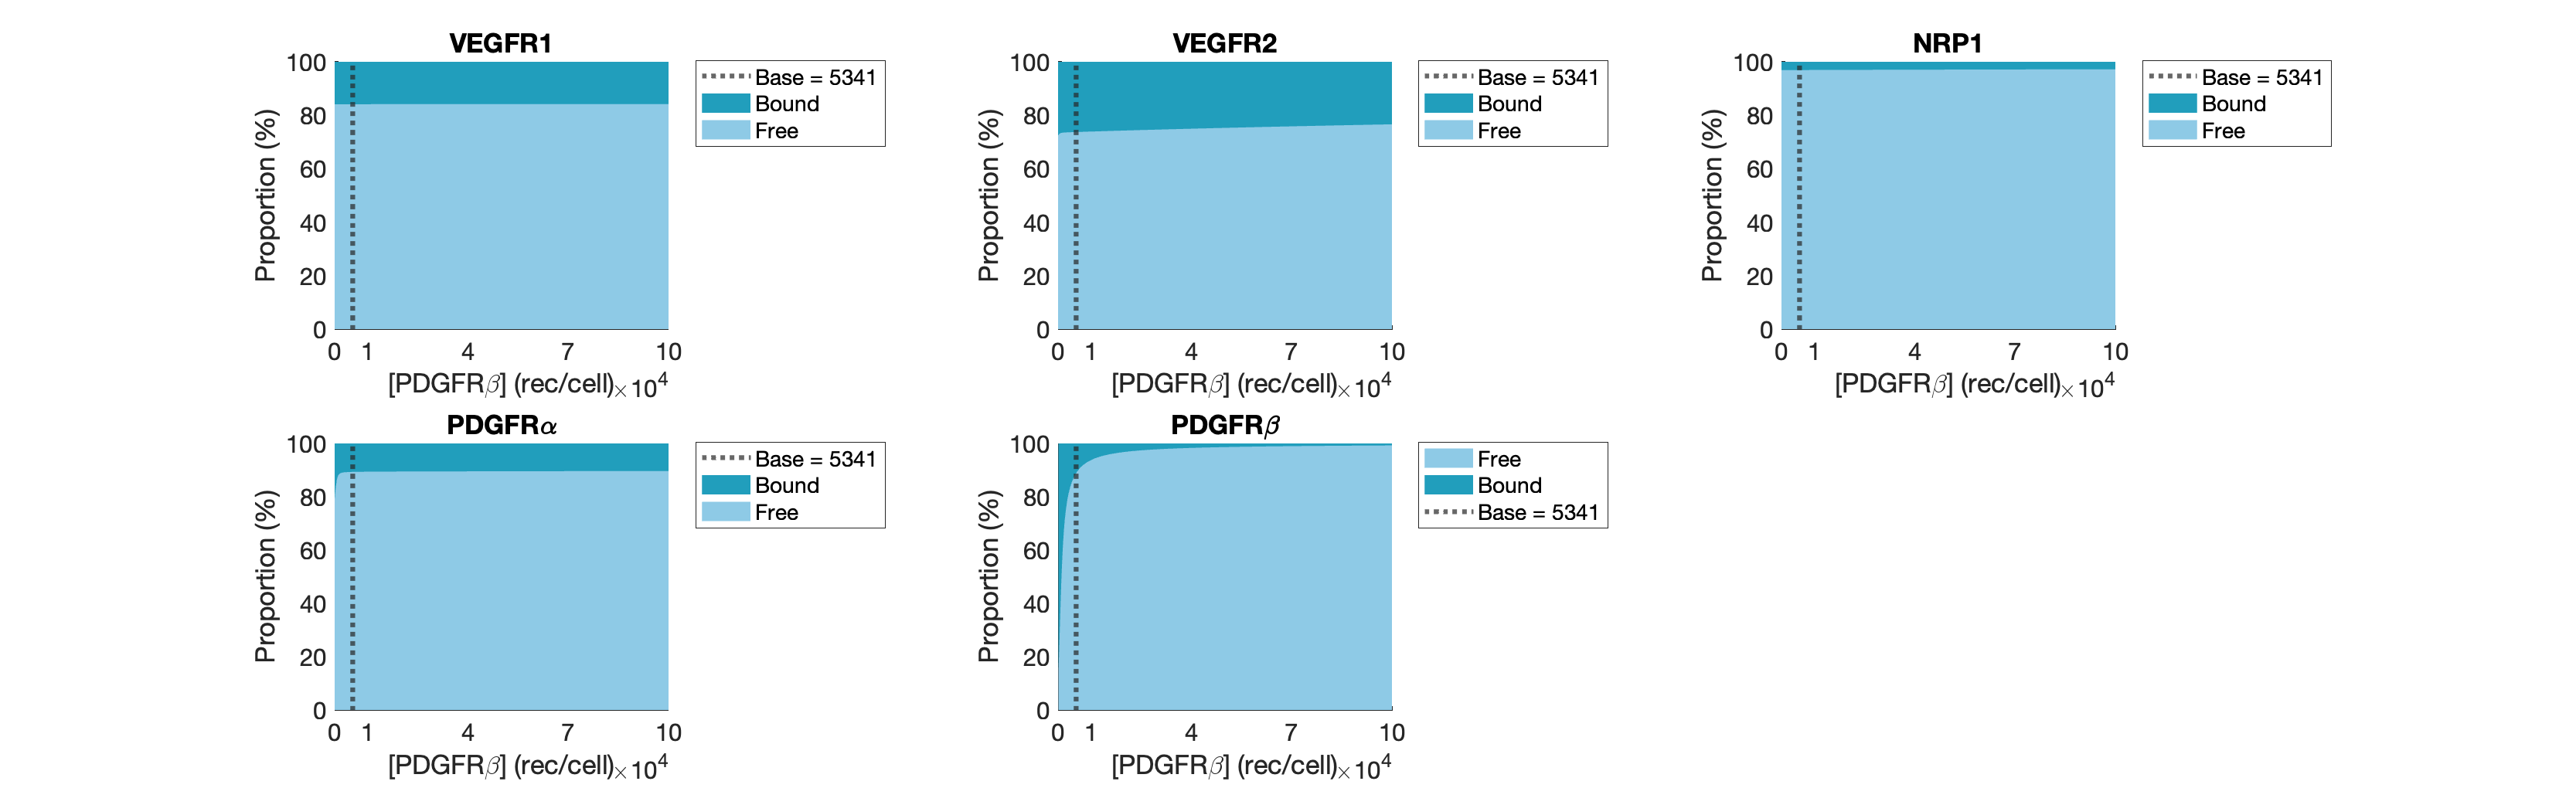 VEGFR1
100
80
60
40
20
0
Proportion (%)
0 1 4 7 10
[PDGFRβ] (rec/cell)×10⁴
Base = 5341
Bound
Free
VEGFR2
100
80
60
40
20
0
Proportion (%)
0 1 4 7 10
[PDGFRβ] (rec/cell)×10⁴
Base = 5341
Bound
Free
NRP1
100
80
60
40
20
0
Proportion (%)
0 1 4 7 10
[PDGFRβ] (rec/cell)×10⁴
Base = 5341
Bound
Free
PDGFRα
100
80
60
40
20
0
Proportion (%)
0 1 4 7 10
[PDGFRβ] (rec/cell)×10⁴
Base = 5341
Bound
Free
PDGFRβ
100
80
60
40
20
0
Proportion (%)
0 1 4 7 10
[PDGFRβ] (rec/cell)×10⁴
Free
Bound
Base = 5341